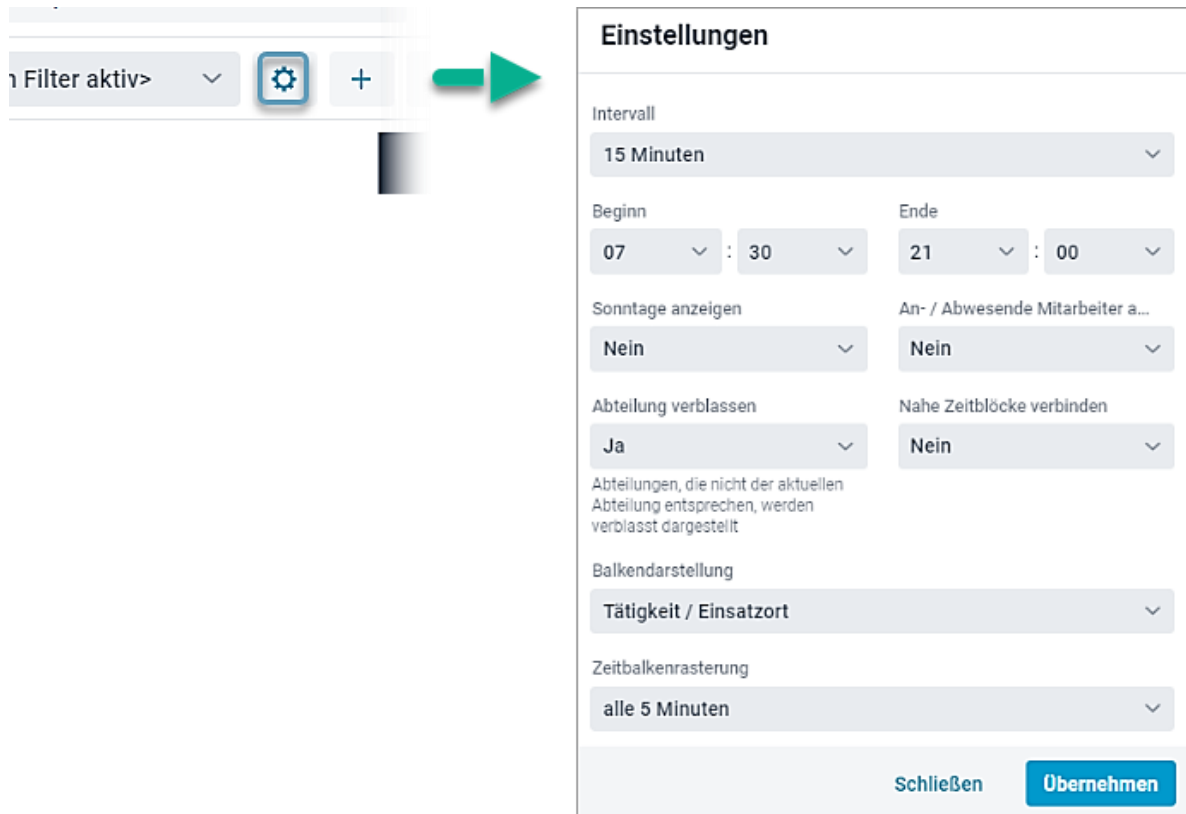 Filter aktiv>
+
Einstellungen
Intervall
15 Minuten
Beginn
Ende
07 : 30
21 : 00
Sonntage anzeigen
An- / Abwesende Mitarbeiter a...
Nein
Nein
Abteilung verblassen
Nahe Zeitblöcke verbinden
Ja
Nein
Abteilungen, die nicht der aktuellen
Abteilung entsprechen, werden
verblasst dargestellt
Balkendarstellung
Tätigkeit / Einsatzort
Zeitbalkenrasterung
alle 5 Minuten
Schließen
Übernehmen